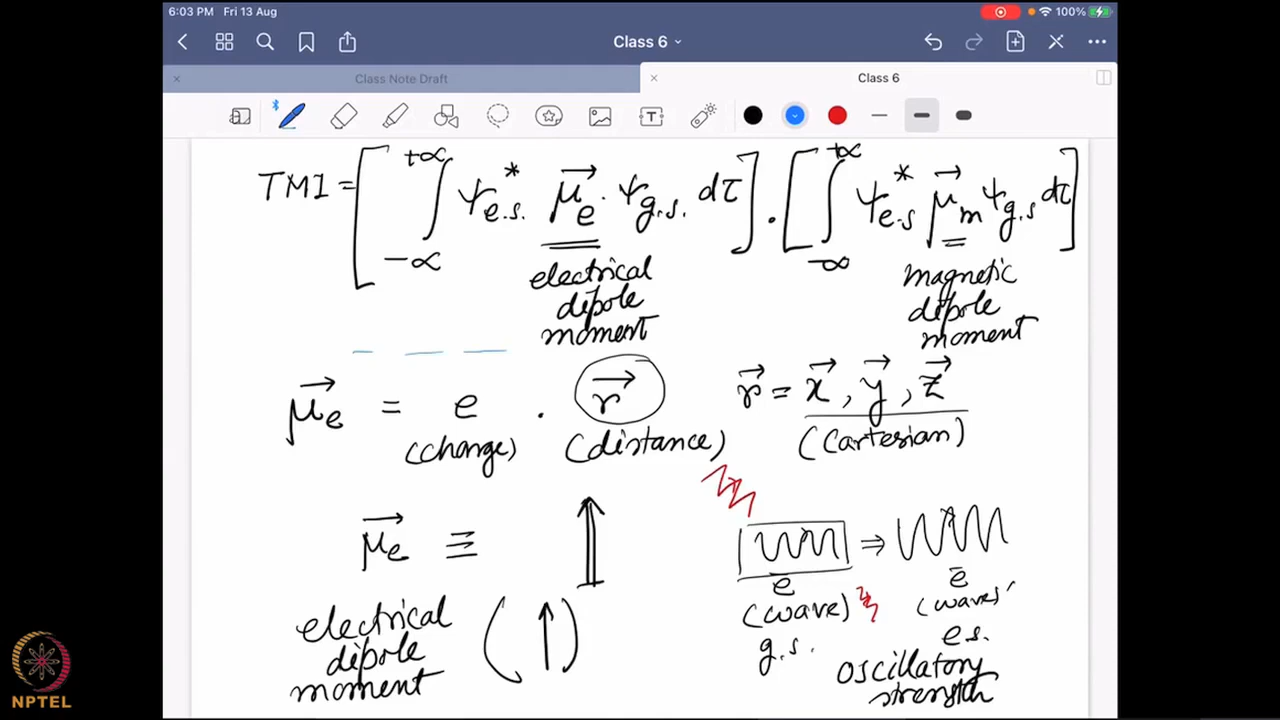 6:03 PM Fri 13 Aug
100%
Class 6
Class Note Draft
Class 6
TMI = [ ∫ +∝ −∝ ψ*e.s. μ⃗e . ψg.s. dτ ] . [ ∫ +∝ −∝ ψ*e.s μ⃗m ψg.s dτ ]
electrical dipole moment
magnetic dipole moment
μ⃗e = e . r⃗
r⃗ = x⃗, y⃗, z⃗
(change) (distance)
(Cartesian)
μ⃗e ≡
⇒
electrical dipole moment (↑)
ē (wave) g.s.
ē (wave)′ e.s.
oscillatory strength
NPTEL